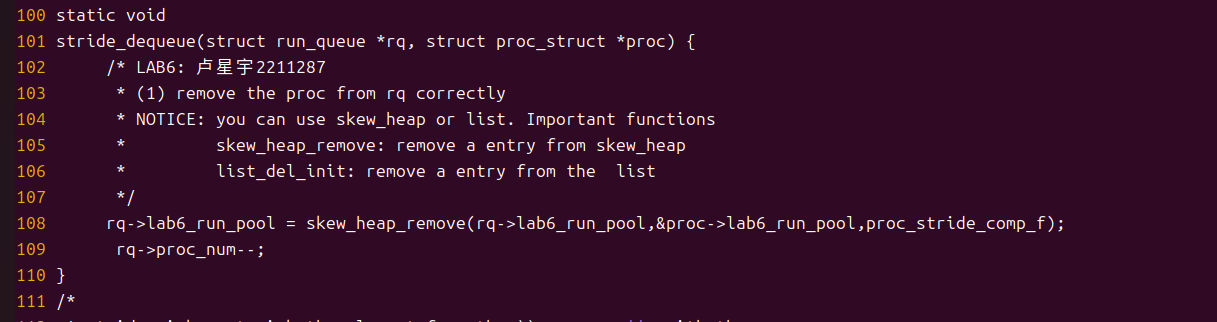 100 static void
101 stride_dequeue(struct run_queue *rq, struct proc_struct *proc) {
102      /* LAB6: 卢星宇2211287
103       * (1) remove the proc from rq correctly
104       * NOTICE: you can use skew_heap or list. Important functions
105       *         skew_heap_remove: remove a entry from skew_heap
106       *         list_del_init: remove a entry from the  list
107       */
108      rq->lab6_run_pool = skew_heap_remove(rq->lab6_run_pool,&proc->lab6_run_pool,proc_stride_comp_f);
109       rq->proc_num--;
110 }
111 /*